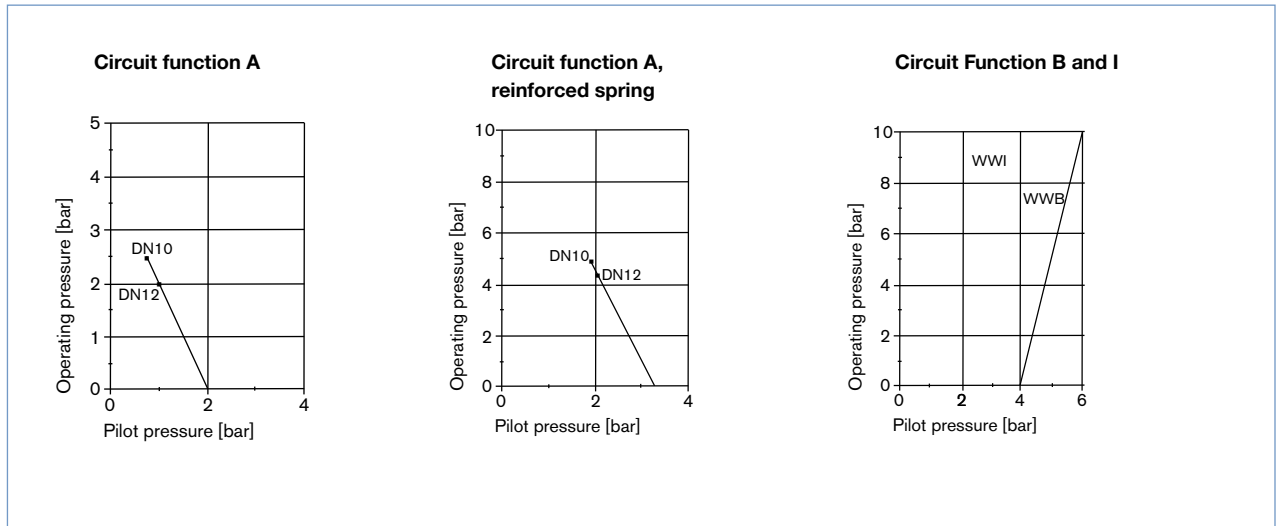 Circuit function A
5
4
3
2
1
0
Operating pressure [bar]
DN10
DN12
0 2 4
Pilot pressure [bar]
Circuit function A,
reinforced spring
10
8
6
4
2
0
Operating pressure [bar]
DN10
DN12
0 2 4
Pilot pressure [bar]
Circuit Function B and I
10
8
6
4
2
0
Operating pressure [bar]
WWI
WWB
0 2 4 6
Pilot pressure [bar]